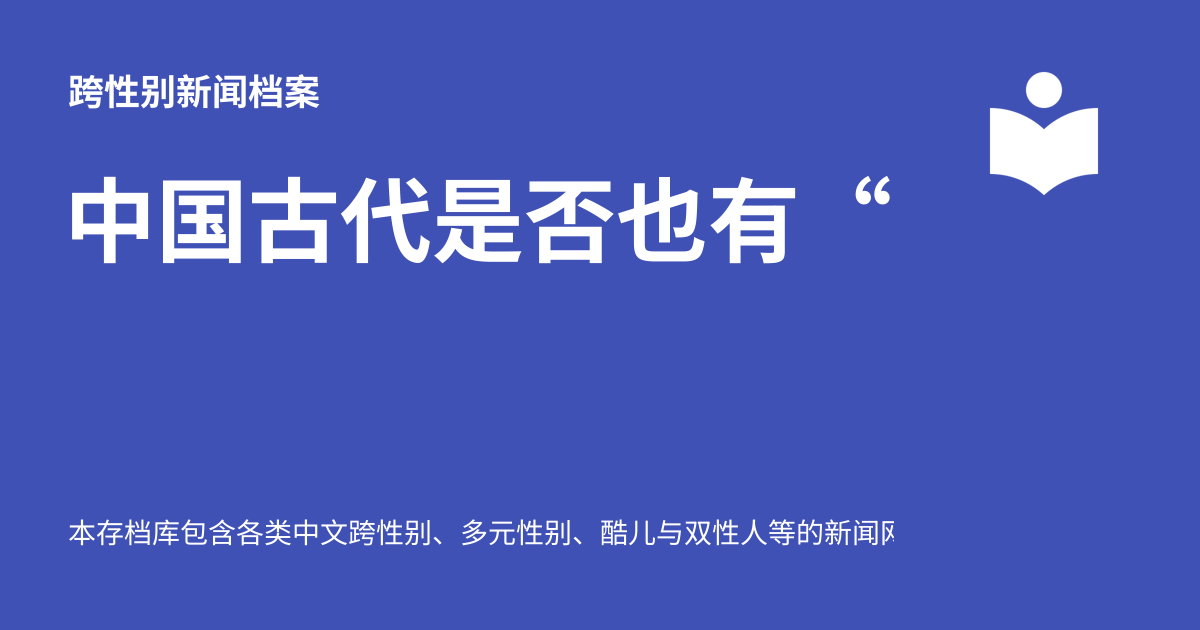 跨性别新闻档案
中国古代是否也有“
本存档库包含各类中文跨性别、多元性别、酷儿与双性人等的新闻